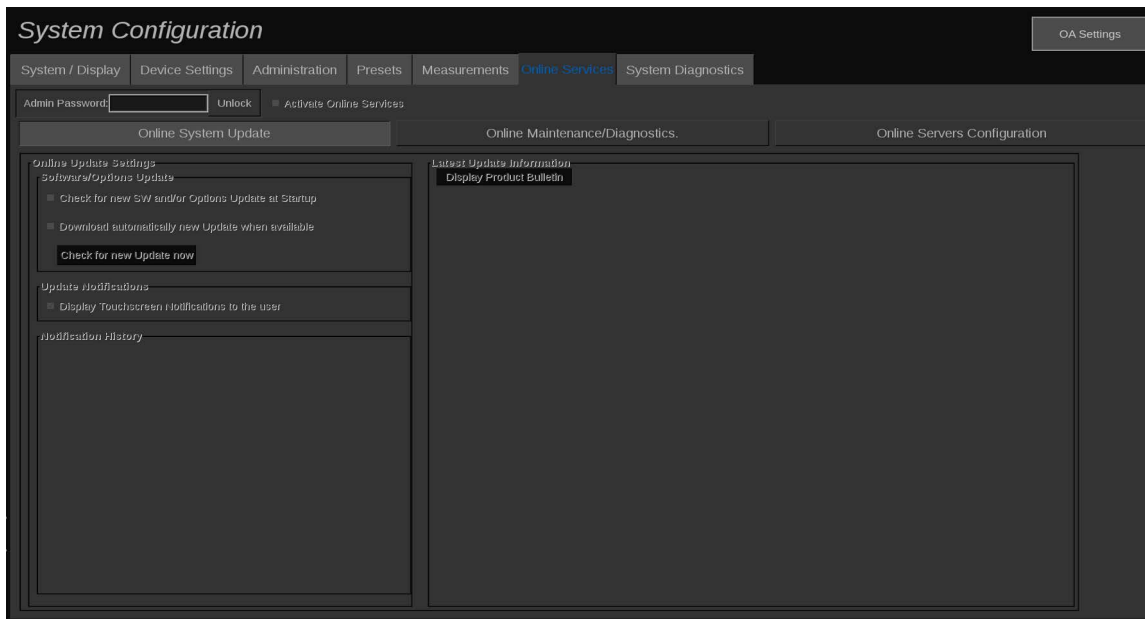 System Configuration
OA Settings
System / Display Device Settings Administration Presets Measurements Online Services System Diagnostics
Admin Password: Unlock Activate Online Services
Online System Update Online Maintenance/Diagnostics. Online Servers Configuration
Online Update Settings
Software/Options Update
Check for new SW and/or Options Update at Startup
Download automatically new Update when available
Check for new Update now
Update Notifications
Display Touchscreen Notifications to the user
Notification History
Latest Update Information
Display Product Bulletin